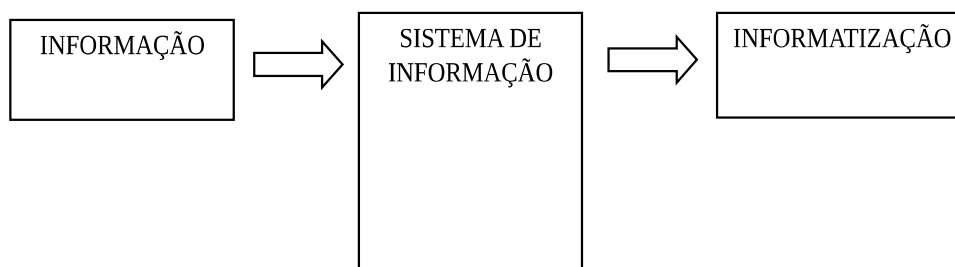 INFORMAÇÃO
SISTEMA DE
INFORMAÇÃO
INFORMATIZAÇÃO